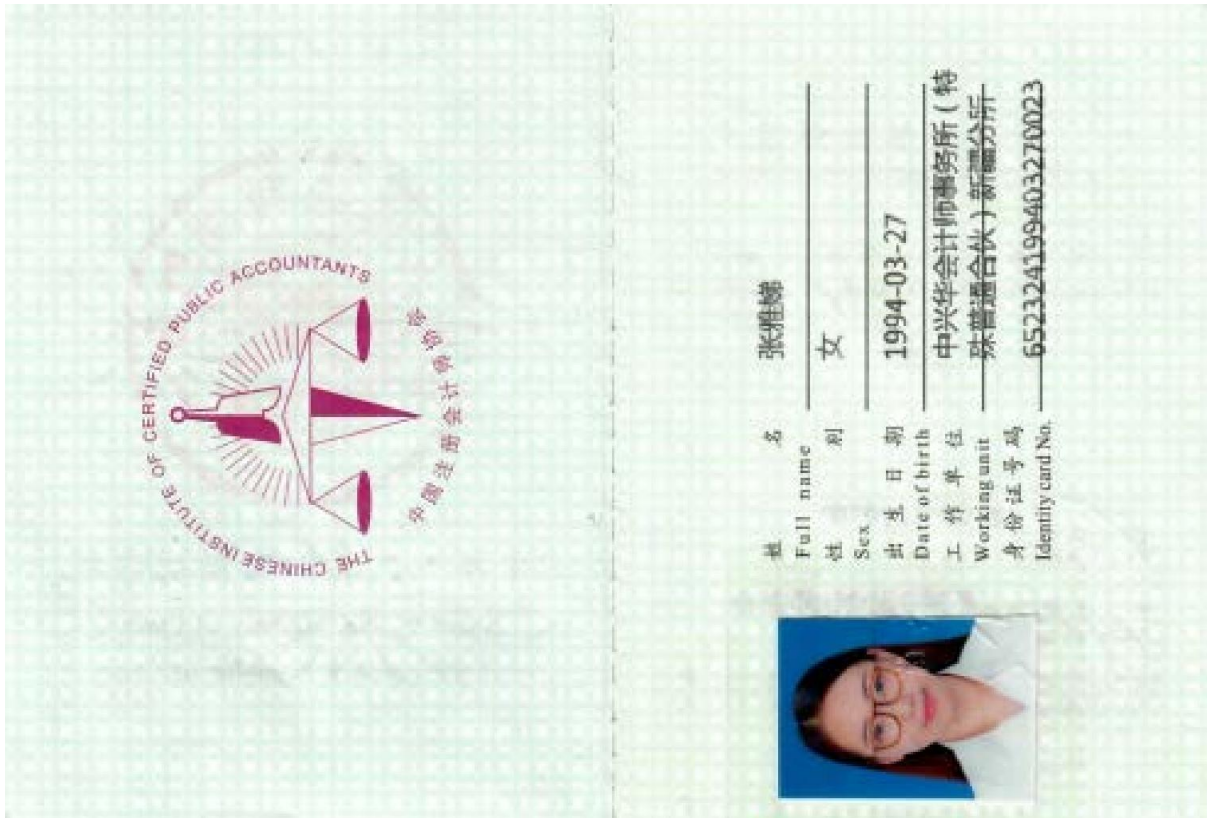 THE CHINESE INSTITUTE OF CERTIFIED PUBLIC ACCOUNTANTS
中国注册会计师协会
姓 名 张雅娣
Full name
性 别 女
Sex
出 生 日 期 1994-03-27
Date of birth
工 作 单 位 中兴华会计师事务所（特
殊普通合伙）新疆分所
Working unit
身 份 证 号 码 652324199403270023
Identity card No.